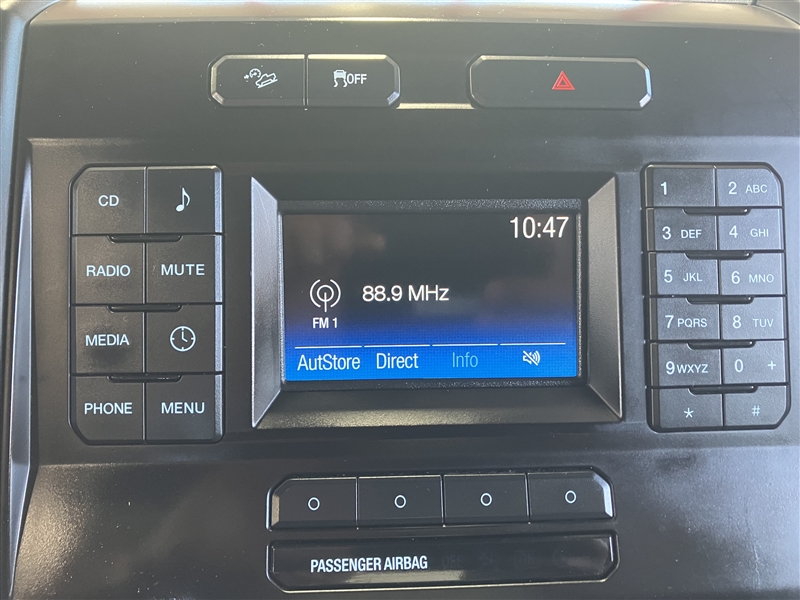 OFF
CD
RADIO MUTE
MEDIA
PHONE MENU
10:47
88.9 MHz
FM 1
AutStore Direct Info
1 2 ABC
3 DEF 4 GHI
5 JKL 6 MNO
7 PQRS 8 TUV
9 WXYZ 0 +
* #
PASSENGER AIRBAG